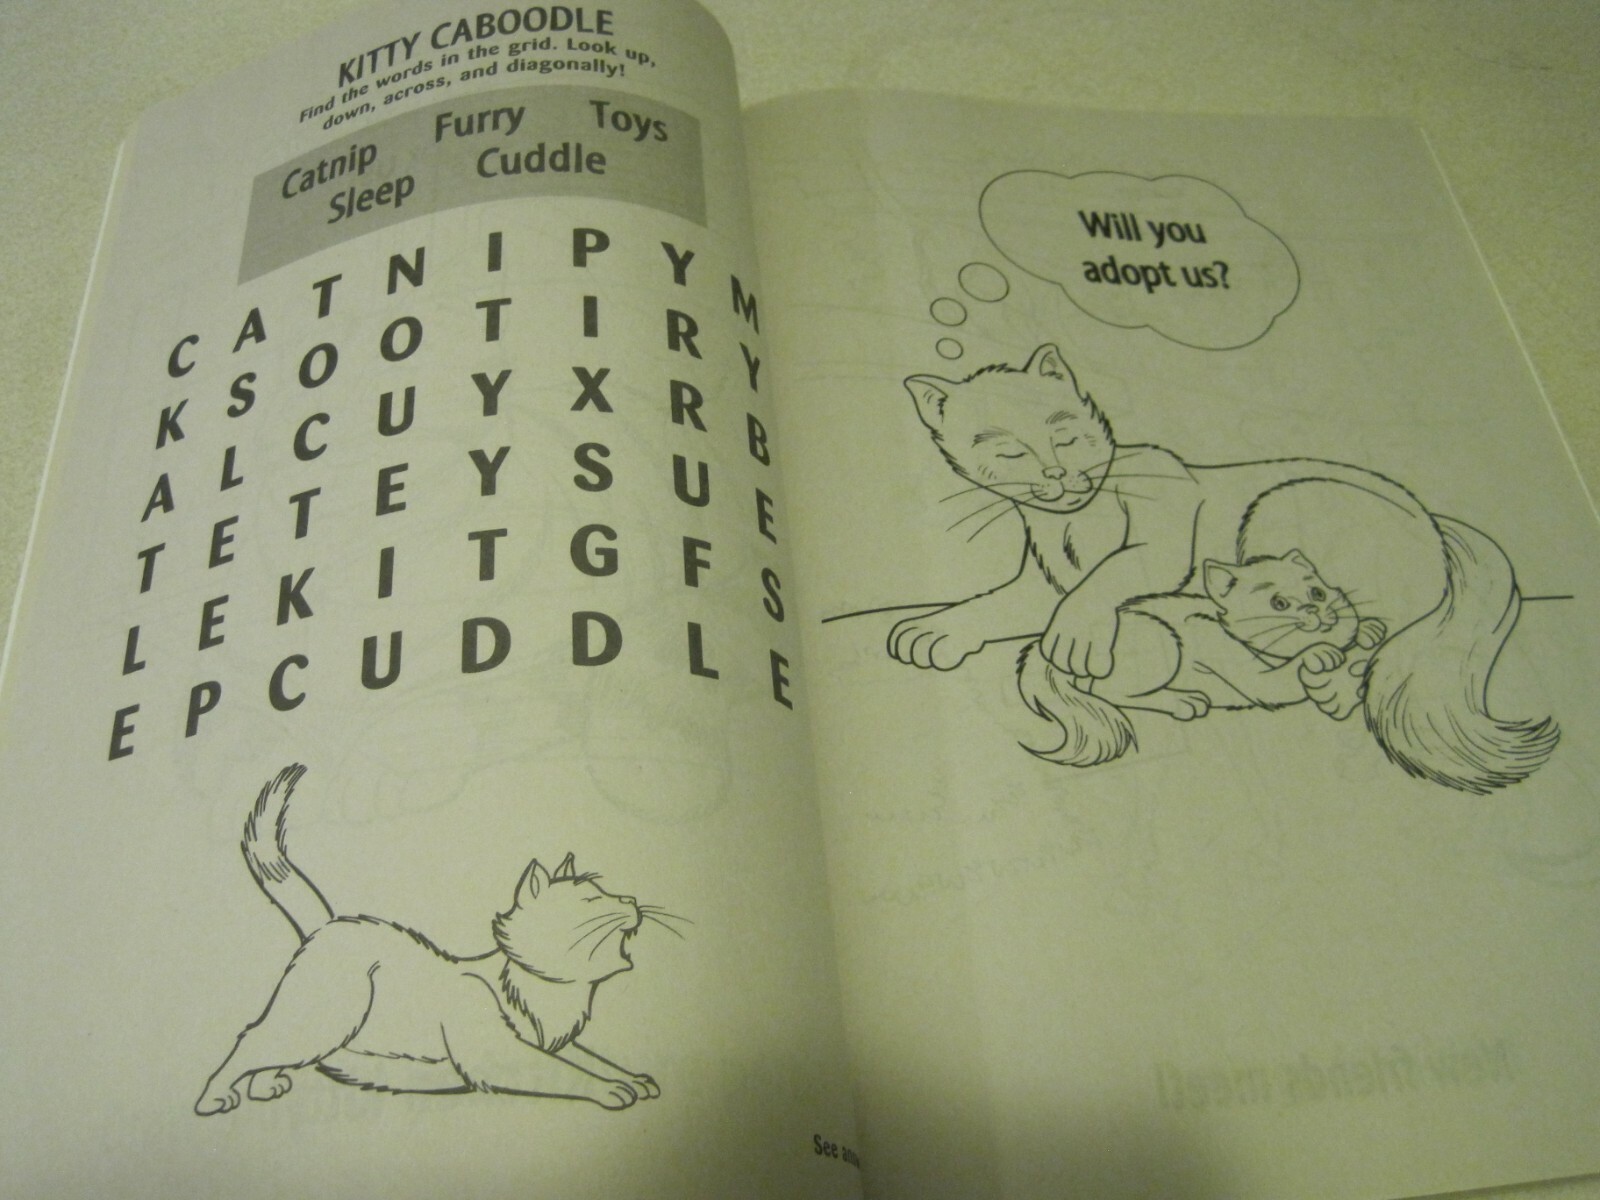 KITTY CABOODLE
Find the words in the grid. Look up,
down, across, and diagonally!
Catnip Furry Toys
Sleep Cuddle
C A T N I P Y M
K S O O T I R Y
A L C U Y X R B
T E T E Y S U E
L E K I T G F S
E P C U D D L E
See
Will you
adopt us?